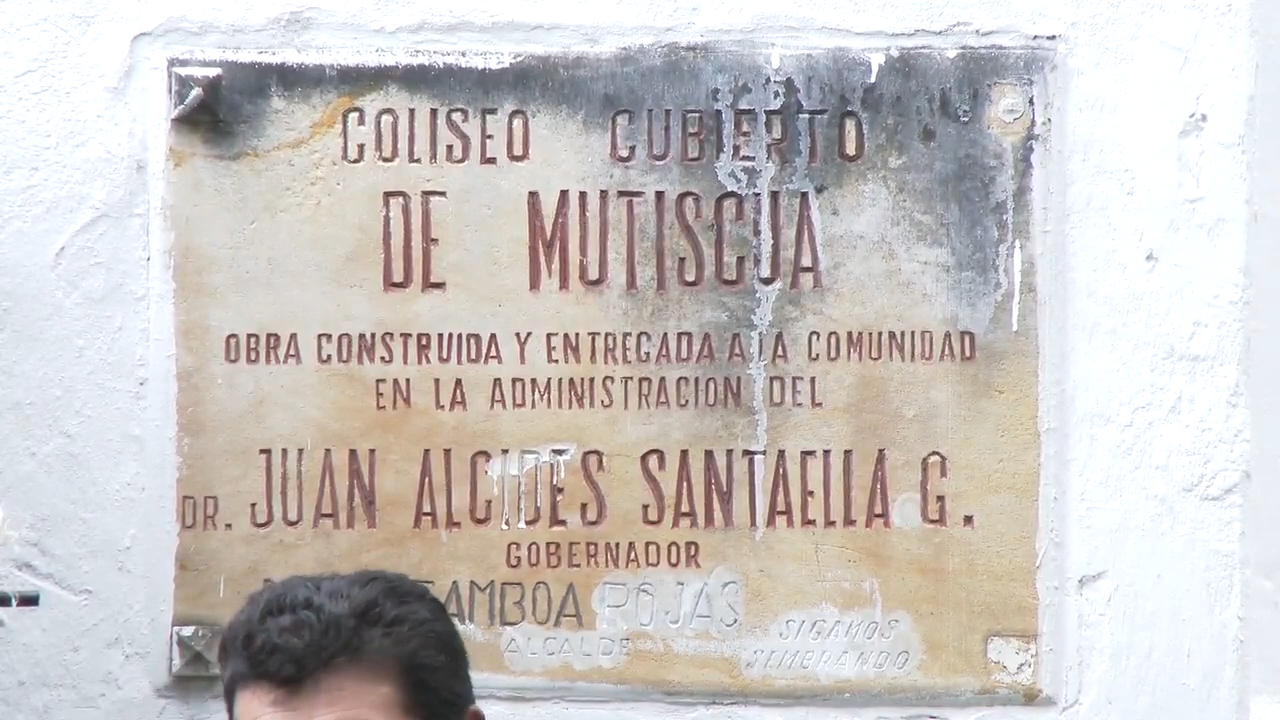 COLISEO CUBIERTO
DE MUTISCUA
OBRA CONSTRUIDA Y ENTREGADA A LA COMUNIDAD
EN LA ADMINISTRACION DEL
DR. JUAN ALCIDES SANTAELLA G.
GOBERNADOR
ROJAS
ALCALDE
SIGAMOS
SEMBRANDO